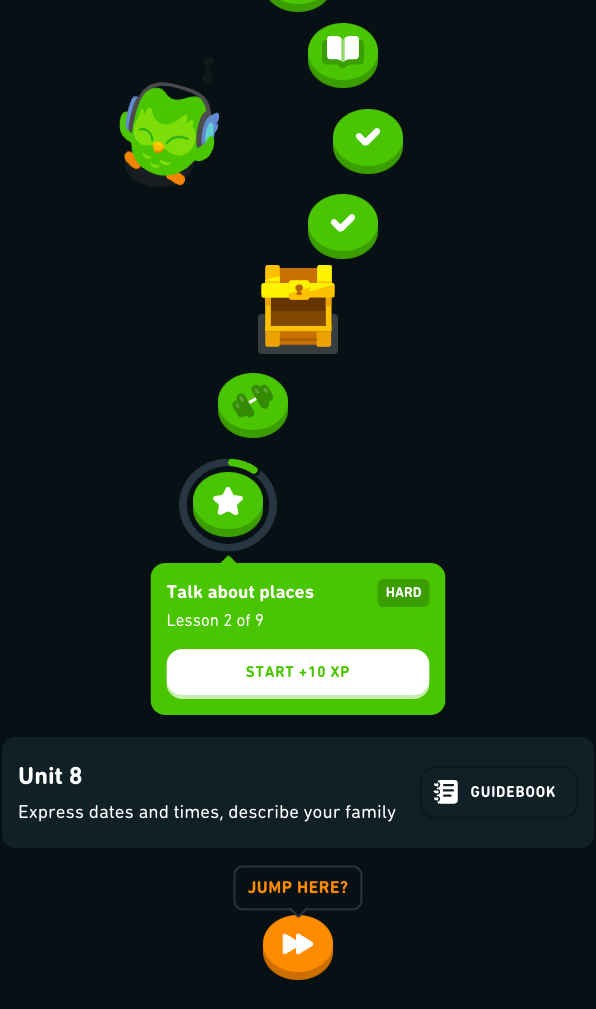 Talk about places
HARD
Lesson 2 of 9
START +10 XP
Unit 8
Express dates and times, describe your family
GUIDEBOOK
JUMP HERE?